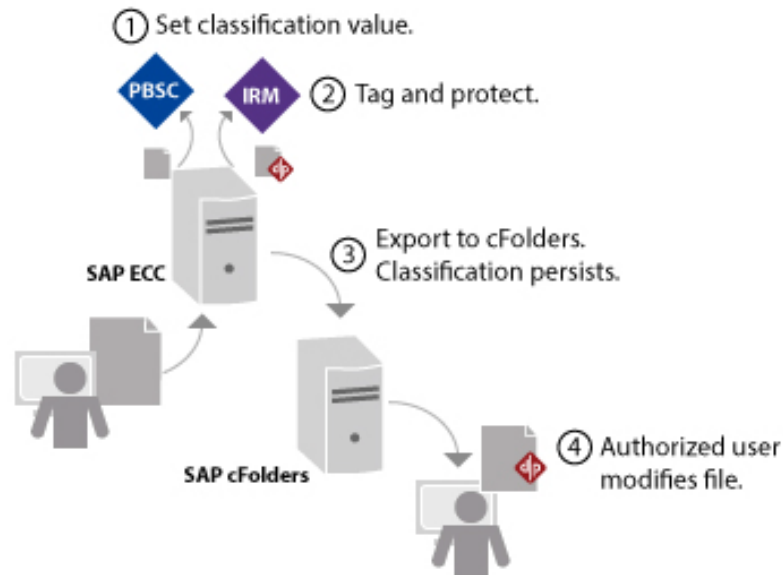 1 Set classification value.
PBSC
IRM
2 Tag and protect.
SAP ECC
3 Export to cFolders.
Classification persists.
SAP cFolders
4 Authorized user
modifies file.